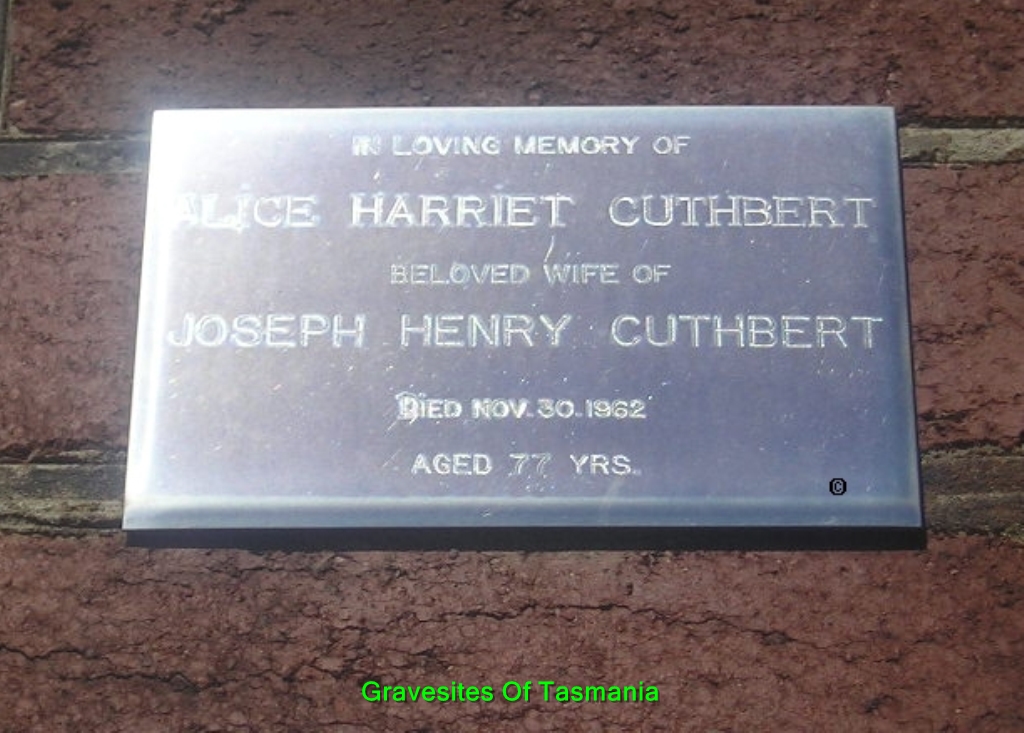 IN LOVING MEMORY OF
ALICE HARRIET CUTHBERT
BELOVED WIFE OF
JOSEPH HENRY CUTHBERT
DIED NOV. 30. 1962
AGED 77 YRS.
©
Gravesites Of Tasmania